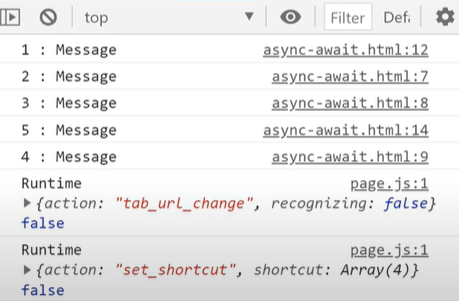 top Filter Defa
1 : Message async-await.html:12
2 : Message async-await.html:7
3 : Message async-await.html:8
5 : Message async-await.html:14
4 : Message async-await.html:9
Runtime page.js:1
{action: "tab_url_change", recognizing: false}
false
Runtime page.js:1
{action: "set_shortcut", shortcut: Array(4)}
false